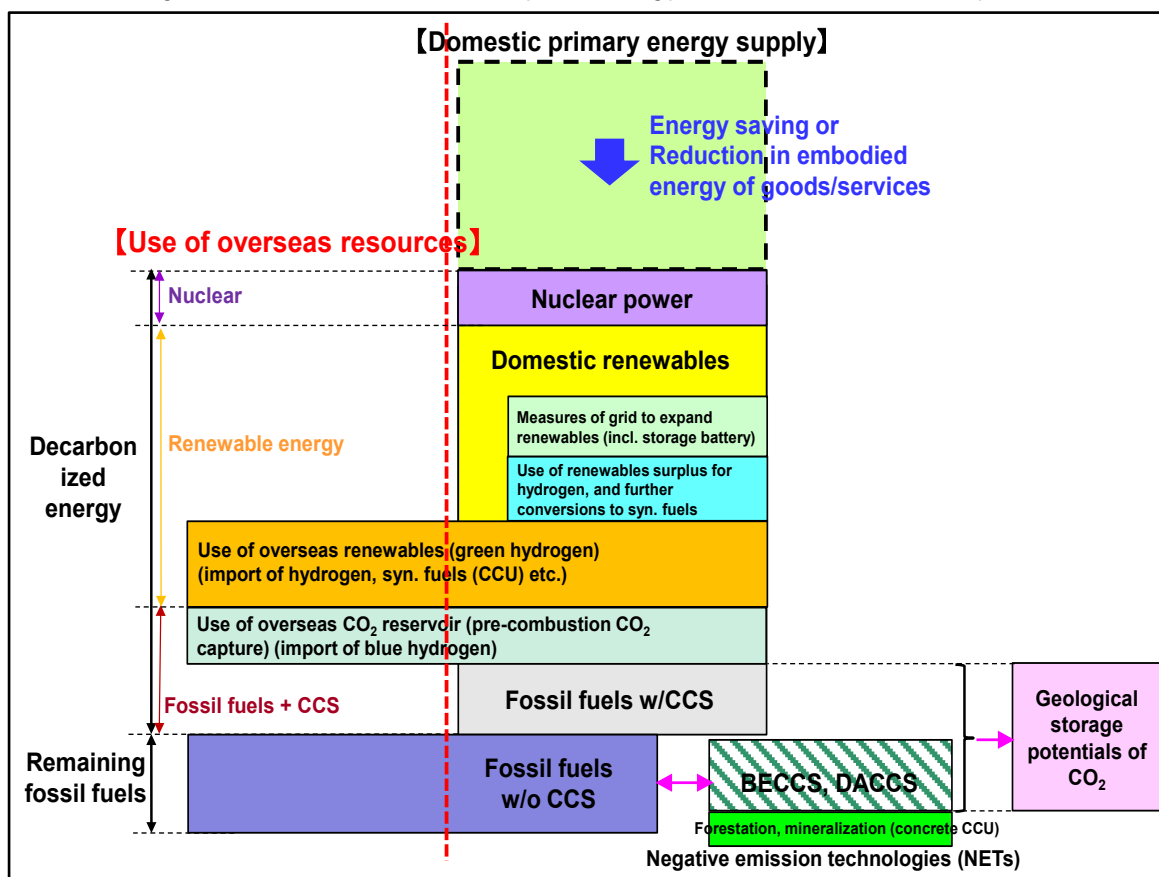 【Domestic primary energy supply】
Energy saving or
Reduction in embodied
energy of goods/services
【Use of overseas resources】
Nuclear
Nuclear power
Domestic renewables
Measures of grid to expand
renewables (incl. storage battery)
Decarbon
ized
energy
Renewable energy
Use of renewables surplus for
hydrogen, and further
conversions to syn. fuels
Use of overseas renewables (green hydrogen)
(import of hydrogen, syn. fuels (CCU) etc.)
Use of overseas CO₂ reservoir (pre-combustion CO₂
capture) (import of blue hydrogen)
Fossil fuels + CCS
Fossil fuels w/CCS
Geological
storage
potentials of
CO₂
Remaining
fossil fuels
Fossil fuels
w/o CCS
BECCS, DACCS
Forestation, mineralization (concrete CCU)
Negative emission technologies (NETs)